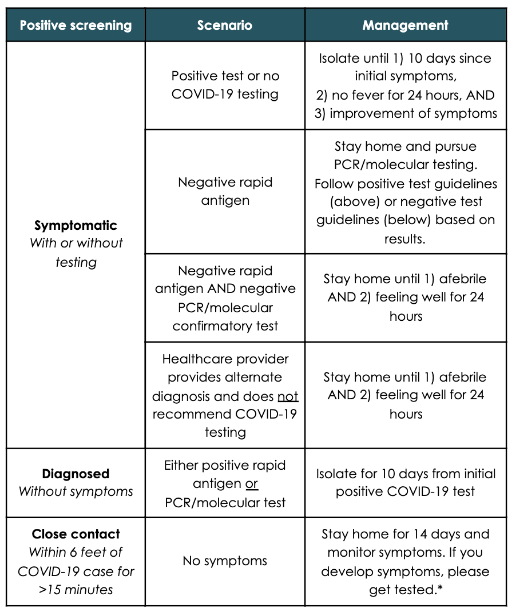 Positive screening
Scenario
Management
Symptomatic
With or without
testing
Positive test or no
COVID-19 testing
Isolate until 1) 10 days since
initial symptoms,
2) no fever for 24 hours, AND
3) improvement of symptoms
Negative rapid
antigen
Stay home and pursue
PCR/molecular testing.
Follow positive test guidelines
(above) or negative test
guidelines (below) based on
results.
Negative rapid
antigen AND negative
PCR/molecular
confirmatory test
Stay home until 1) afebrile
AND 2) feeling well for 24
hours
Healthcare provider
provides alternate
diagnosis and does not
recommend COVID-19
testing
Stay home until 1) afebrile
AND 2) feeling well for 24
hours
Diagnosed
Without symptoms
Either positive rapid
antigen or
PCR/molecular test
Isolate for 10 days from initial
positive COVID-19 test
Close contact
Within 6 feet of
COVID-19 case for
>15 minutes
No symptoms
Stay home for 14 days and
monitor symptoms. If you
develop symptoms, please
get tested.*